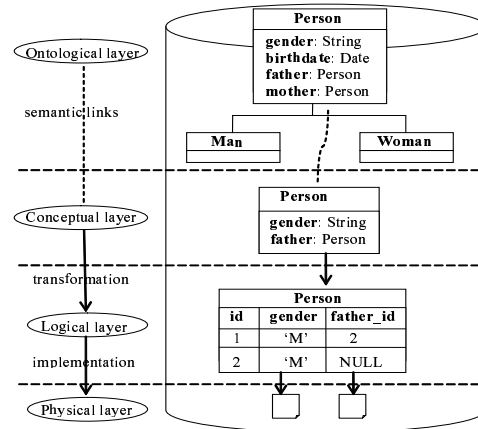 Person
Ontological layer
gender: String
birthdate: Date
father: Person
mother: Person
semantic links
Man
Woman
Person
Conceptual layer
gender: String
father: Person
transformation
Person
id gender father_id
Logical layer
1 ‘M’ 2
2 ‘M’ NULL
implementation
Physical layer